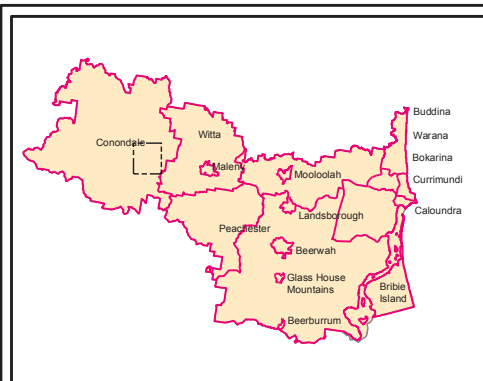 Buddina
Warana
Bokarina
Currimundi
Caloundra
Witta
Conondale
Maleny
Mooloolah
Landsborough
Peachester
Beerwah
Glass House
Mountains
Bribie
Island
Beerburrum